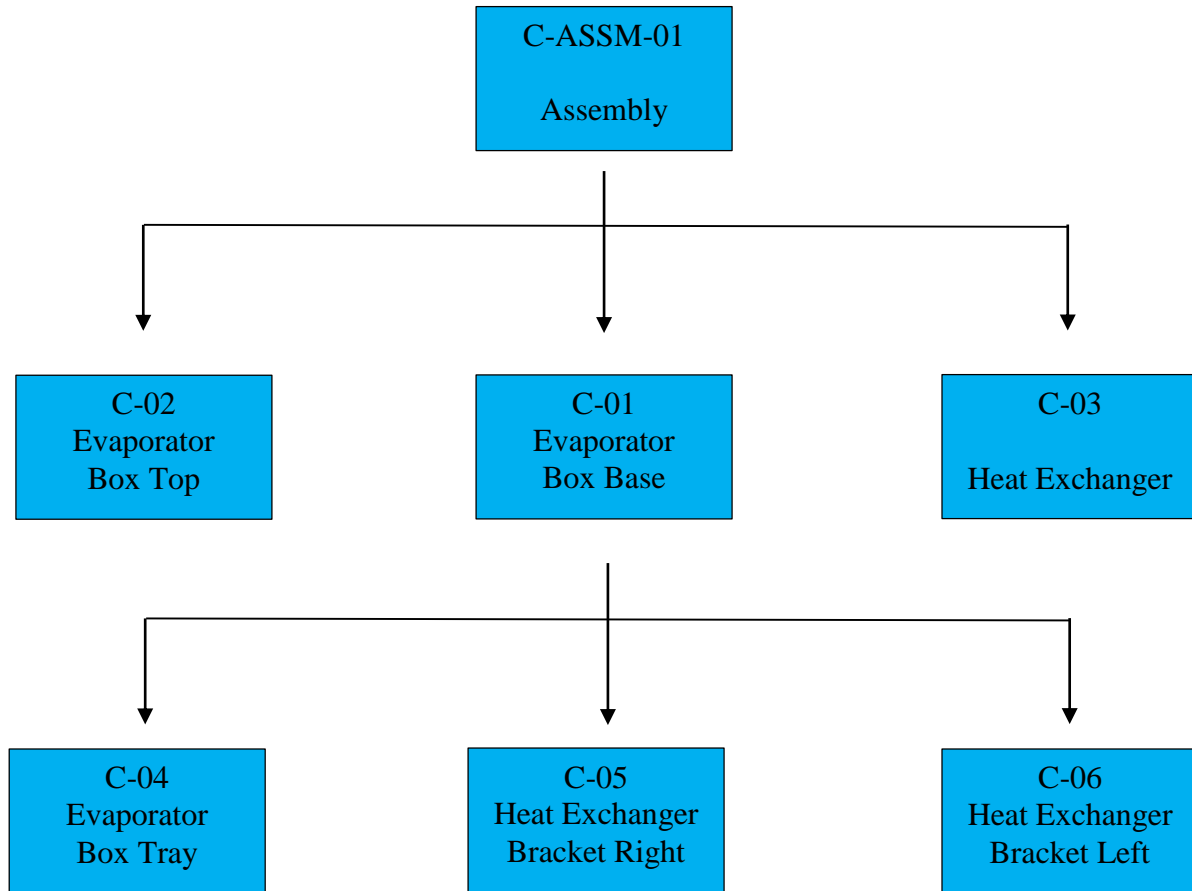 C-ASSM-01
Assembly
C-02
Evaporator
Box Top
C-01
Evaporator
Box Base
C-03
Heat Exchanger
C-04
Evaporator
Box Tray
C-05
Heat Exchanger
Bracket Right
C-06
Heat Exchanger
Bracket Left